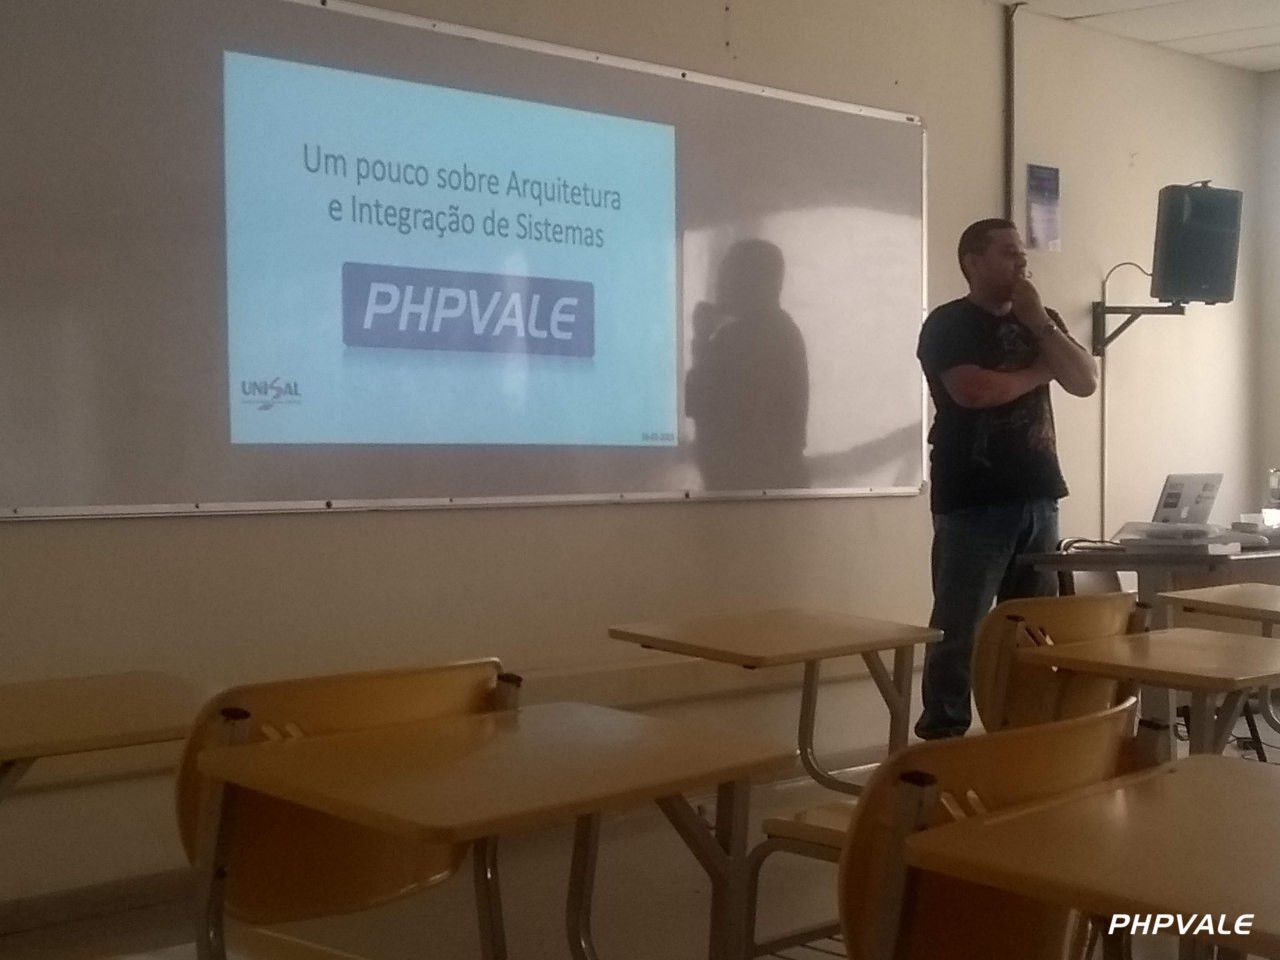 Um pouco sobre Arquitetura
e Integração de Sistemas
PHPVALE
UNISAL
PHPVALE